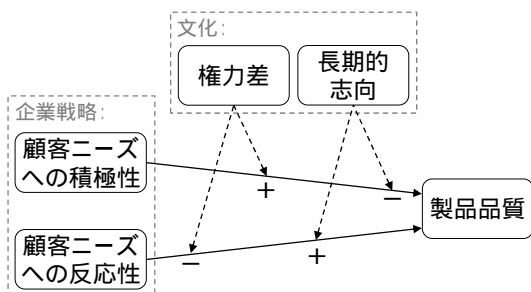 文化:
権力差
長期的
志向
企業戦略:
顧客ニーズ
への積極性
+
−
製品品質
顧客ニーズ
への反応性
−
+